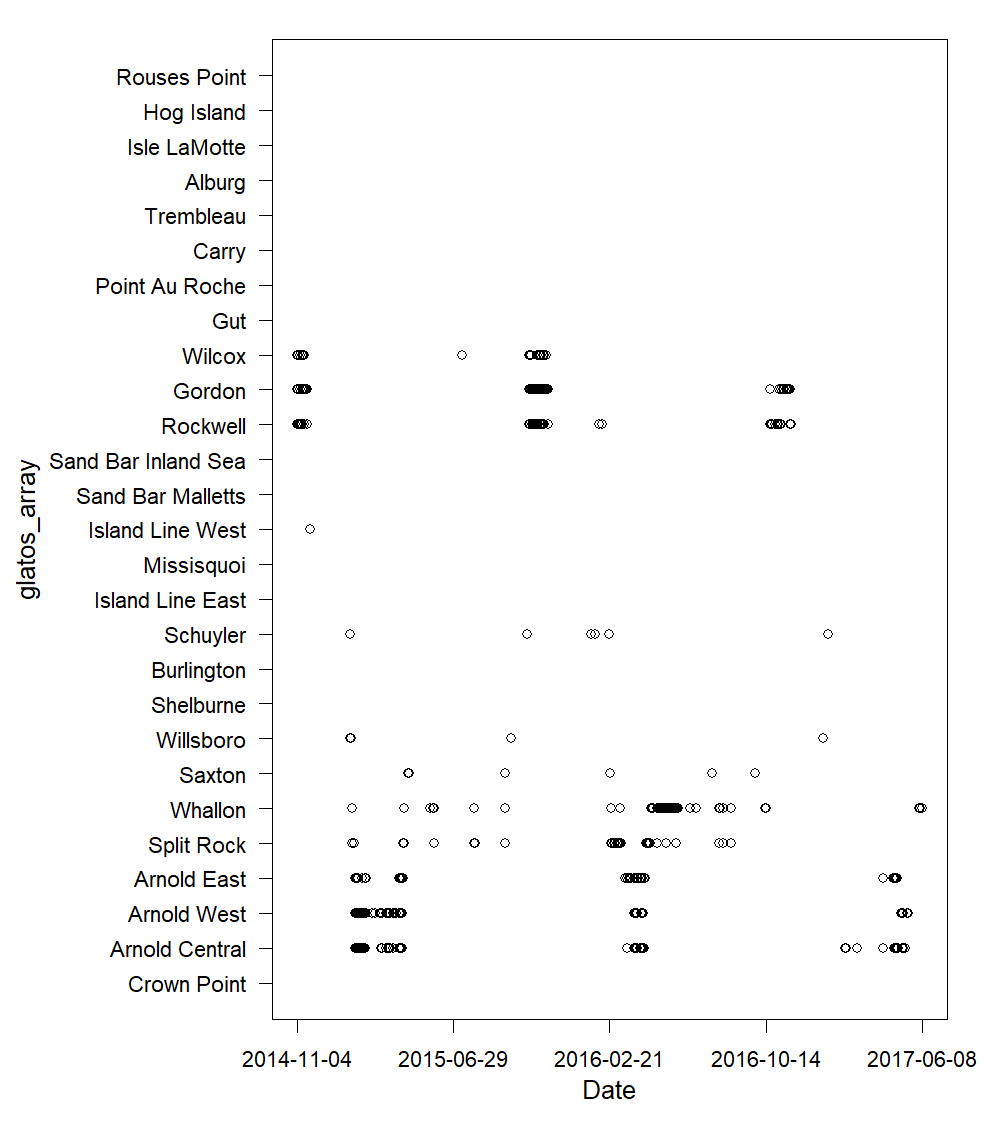 Rouses Point
Hog Island
Isle LaMotte
Alburg
Trembleau
Carry
Point Au Roche
Gut
Wilcox
Gordon
Rockwell
Sand Bar Inland Sea
Sand Bar Malletts
Island Line West
Missisquoi
Island Line East
Schuyler
Burlington
Shelburne
Willsboro
Saxton
Whallon
Split Rock
Arnold East
Arnold West
Arnold Central
Crown Point
glatos_array
2014-11-04 2015-06-29 2016-02-21 2016-10-14 2017-06-08
Date